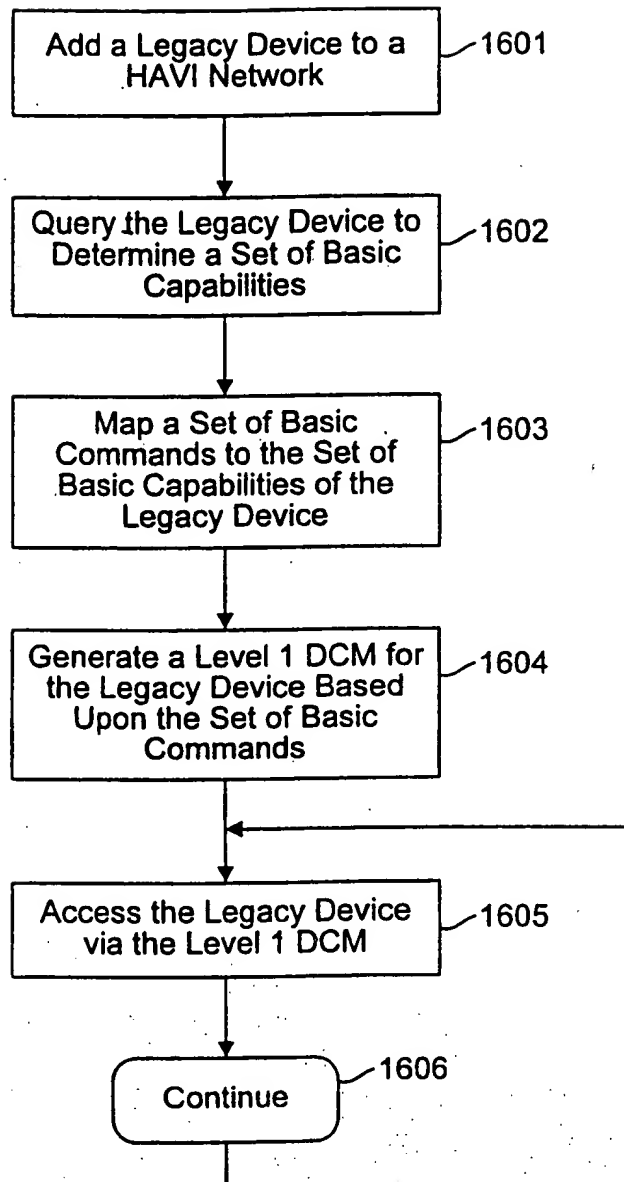 Add a Legacy Device to a
HAVI Network
1601
Query the Legacy Device to
Determine a Set of Basic
Capabilities
1602
Map a Set of Basic
Commands to the Set of
Basic Capabilities of the
Legacy Device
1603
Generate a Level 1 DCM for
the Legacy Device Based
Upon the Set of Basic
Commands
1604
Access the Legacy Device
via the Level 1 DCM
1605
Continue
1606